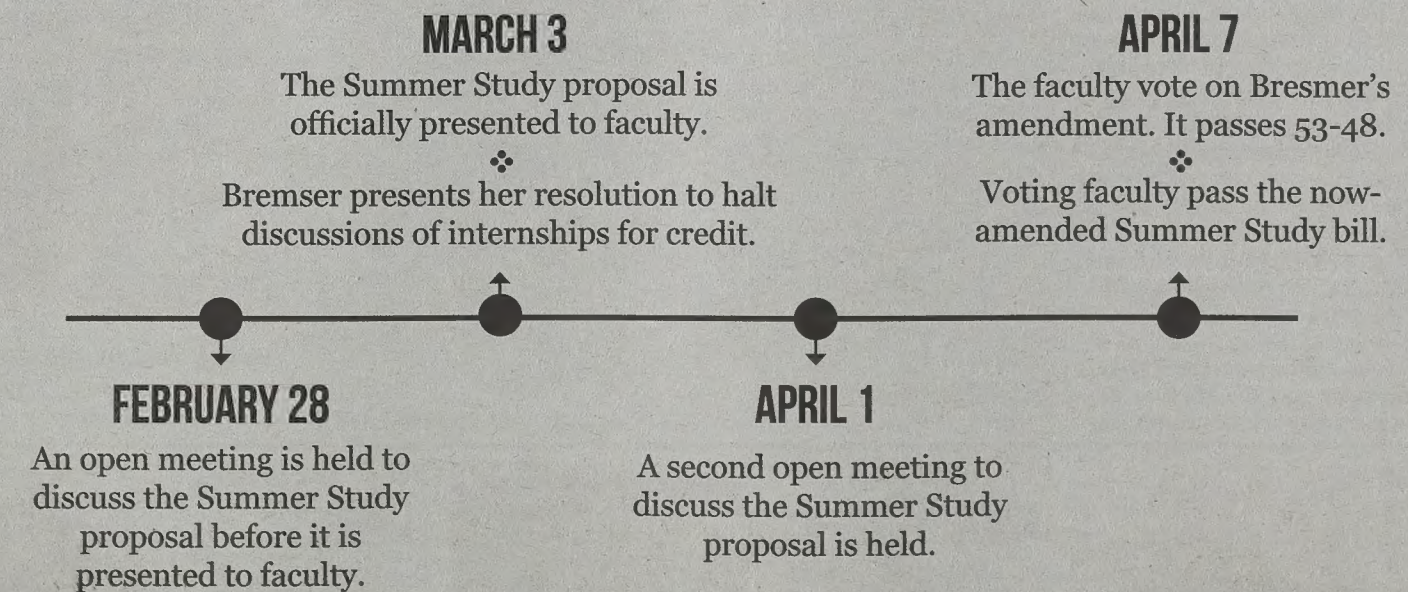 MARCH 3
The Summer Study proposal is
officially presented to faculty.
Bremser presents her resolution to halt
discussions of internships for credit.
APRIL 7
The faculty vote on Bresmer's
amendment. It passes 53-48.
Voting faculty pass the now-
amended Summer Study bill.
FEBRUARY 28
An open meeting is held to
discuss the Summer Study
proposal before it is
presented to faculty.
APRIL 1
A second open meeting to
discuss the Summer Study
proposal is held.